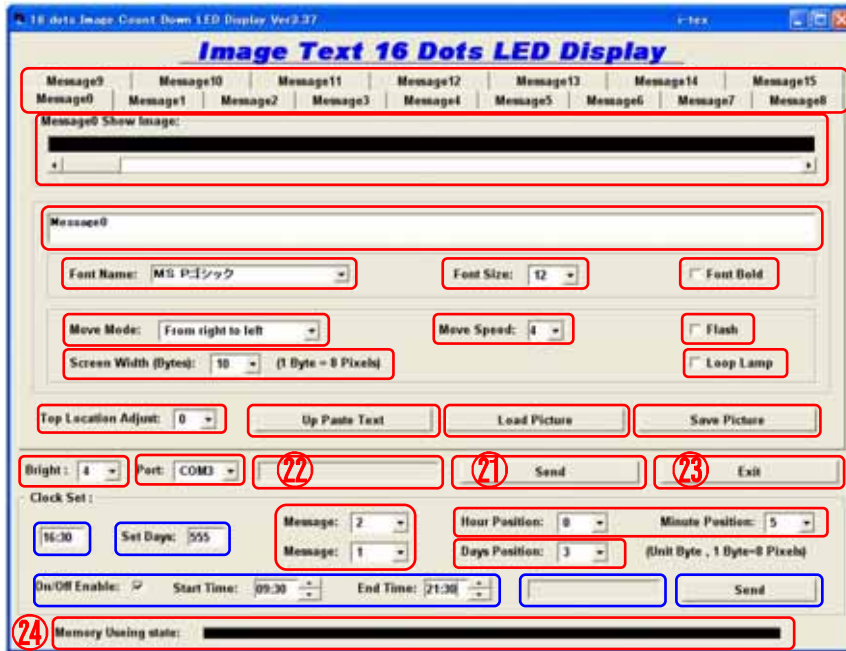 16 dots Image Count Down LED Display Ver3.37 i-tex
Image Text 16 Dots LED Display
Message9 Message10 Message11 Message12 Message13 Message14 Message15
Message0 Message1 Message2 Message3 Message4 Message5 Message6 Message7 Message8
Message0 Show Image:
Message0
Font Name: MS Pゴシック Font Size: 12 Font Bold
Move Mode: From right to left Move Speed: 4 Flash
Screen Width (Bytes): 10 (1 Byte = 8 Pixels) Loop Lamp
Top Location Adjust: 0 Up Paste Text Load Picture Save Picture
Bright : 4 Port: COM3 ㉒ ㉑ Send ㉓ Exit
Clock Set :
16:30 Set Days: 555 Message: 2 Hour Position: 0 Minute Position: 5
Message: 1 Days Position: 3 (Unit Byte , 1 Byte=8 Pixels)
On/Off Enable: Start Time: 09:30 End Time: 21:30 Send
㉔ Memory Useing state: